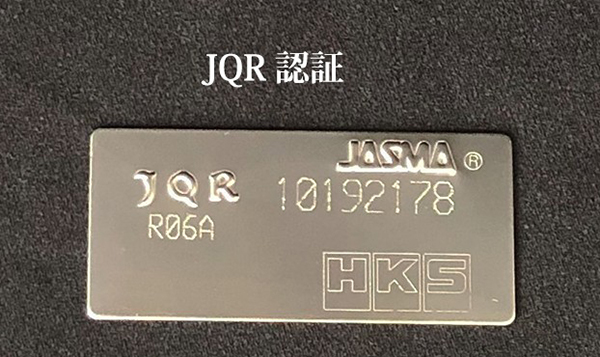 JQR 認証
JASMA ®
JQR 10192178
R06A
HKS